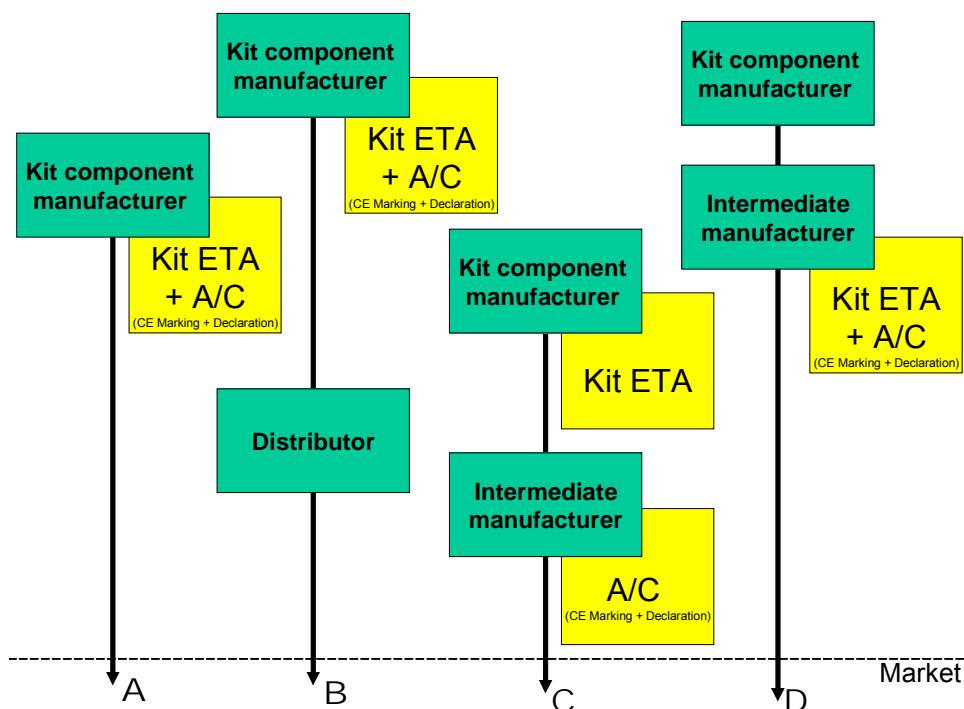 Kit component
manufacturer
Kit ETA
+ A/C
(CE Marking + Declaration)
A
Kit component
manufacturer
Kit ETA
+ A/C
(CE Marking + Declaration)
Distributor
B
Kit component
manufacturer
Kit ETA
Intermediate
manufacturer
A/C
(CE Marking + Declaration)
C
Kit component
manufacturer
Intermediate
manufacturer
Kit ETA
+ A/C
(CE Marking + Declaration)
D
Market